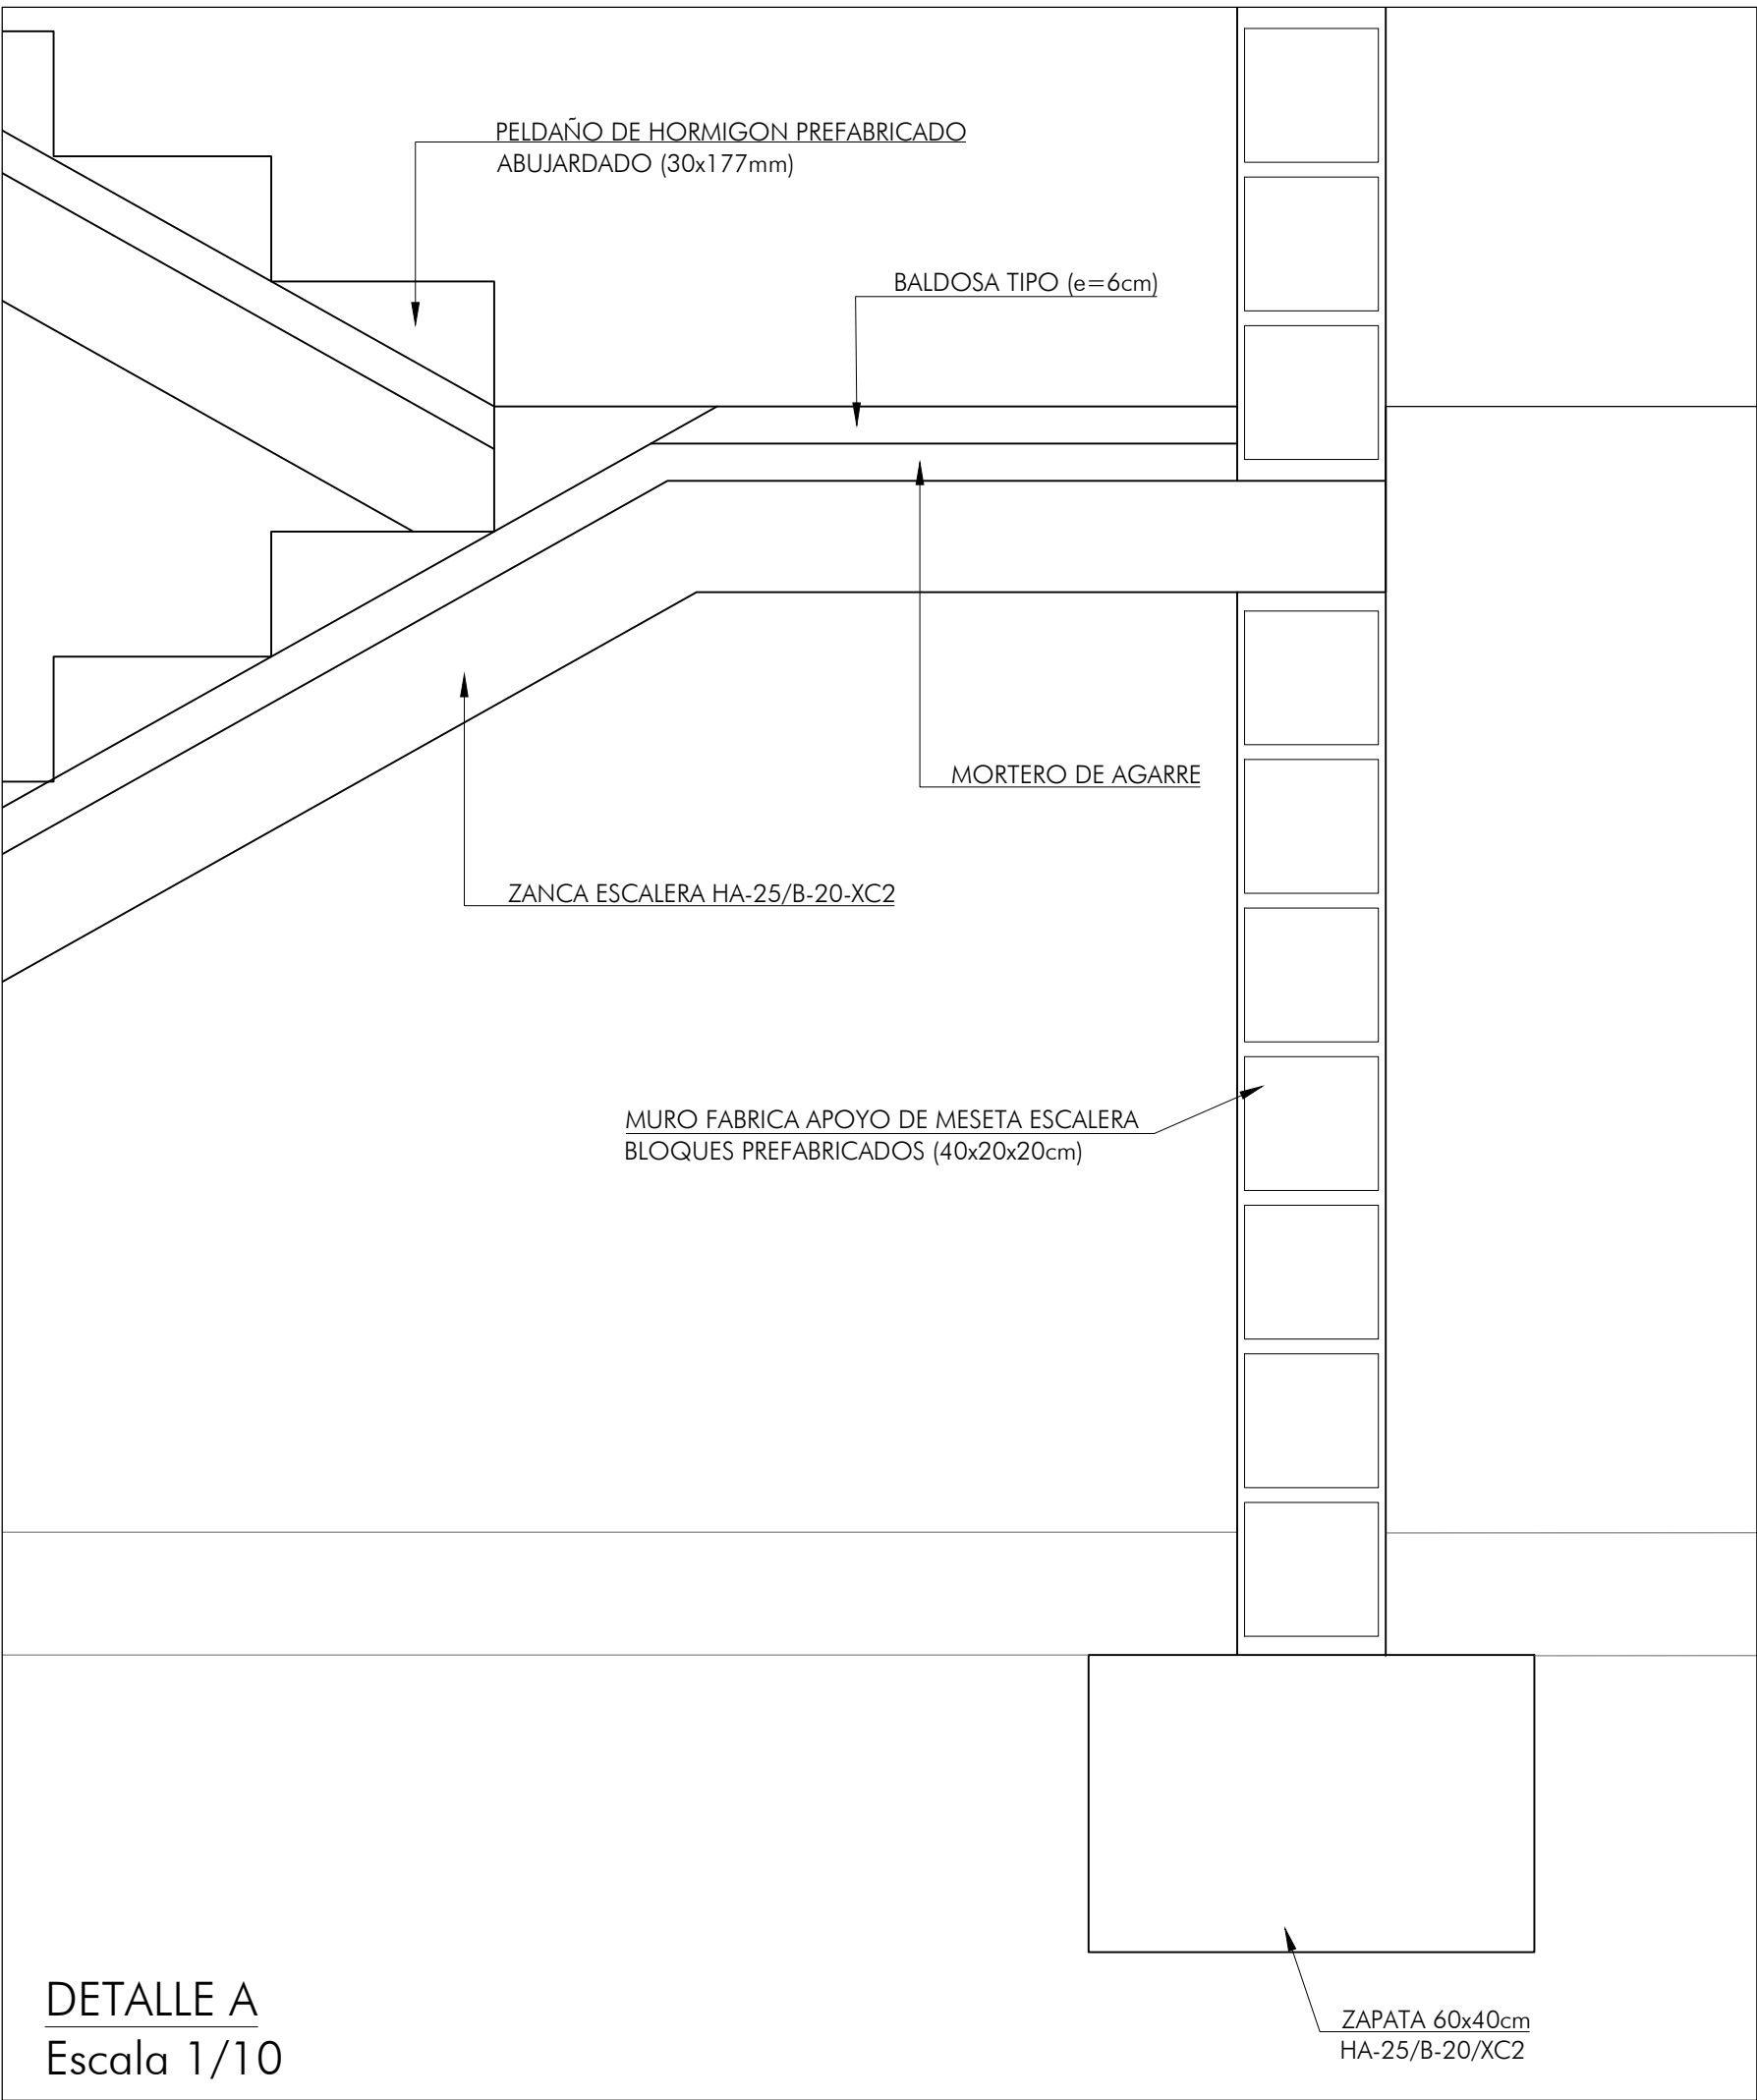 PELDAÑO DE HORMIGON PREFABRICADO
ABUJARDADO (30x177mm)
BALDOSA TIPO (e=6cm)
MORTERO DE AGARRE
ZANCA ESCALERA HA-25/B-20-XC2
MURO FABRICA APOYO DE MESETA ESCALERA
BLOQUES PREFABRICADOS (40x20x20cm)
DETALLE A
Escala 1/10
ZAPATA 60x40cm
HA-25/B-20/XC2